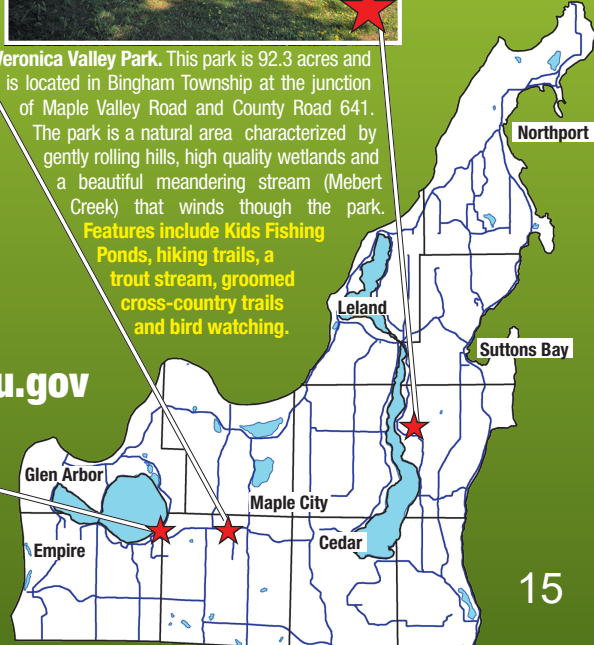 Veronica Valley Park. This park is 92.3 acres and
is located in Bingham Township at the junction
of Maple Valley Road and County Road 641.
The park is a natural area characterized by
gently rolling hills, high quality wetlands and
a beautiful meandering stream (Mebert
Creek) that winds though the park.
Features include Kids Fishing
Ponds, hiking trails, a
trout stream, groomed
cross-country trails
and bird watching.
u.gov
Northport
Leland
Suttons Bay
Glen Arbor
Maple City
Empire
Cedar
15